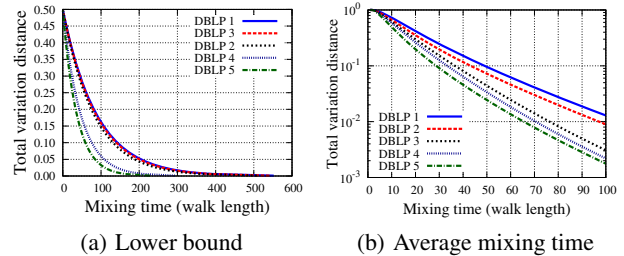 Total variation distance
0.50
0.45
0.40
0.35
0.30
0.25
0.20
0.15
0.10
0.05
0.00
DBLP 1
DBLP 3
DBLP 2
DBLP 4
DBLP 5
0 100 200 300 400 500 600
Mixing time (walk length)
(a) Lower bound
Total variation distance
10^0
10^-1
10^-2
10^-3
DBLP 1
DBLP 2
DBLP 3
DBLP 4
DBLP 5
0 10 20 30 40 50 60 70 80 90 100
Mixing time (walk length)
(b) Average mixing time